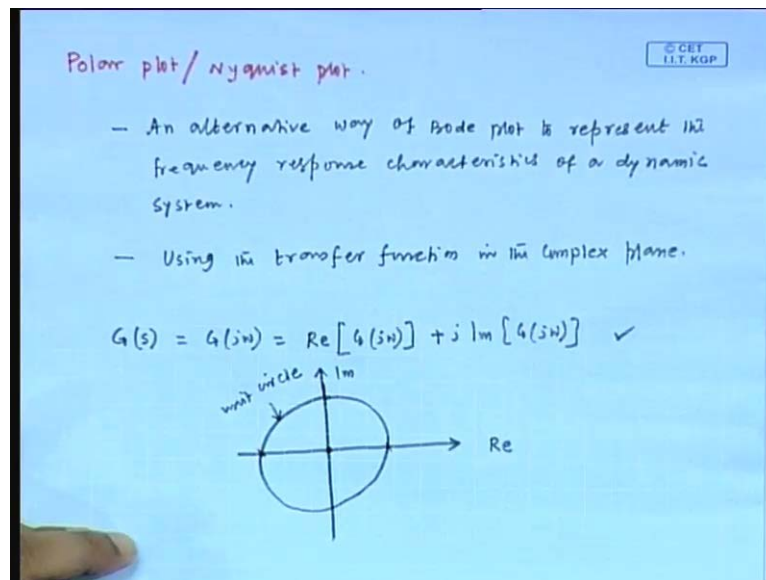 Polar plot / Nyquist plot.
© CET
I.I.T. KGP
– An alternative way of Bode plot to represent the
frequency response characteristics of a dynamic
system.
– Using the transfer function in the complex plane.
G(s) = G(jω) = Re [G(jω)] + j Im [G(jω)] ✓
unit circle
Im
Re